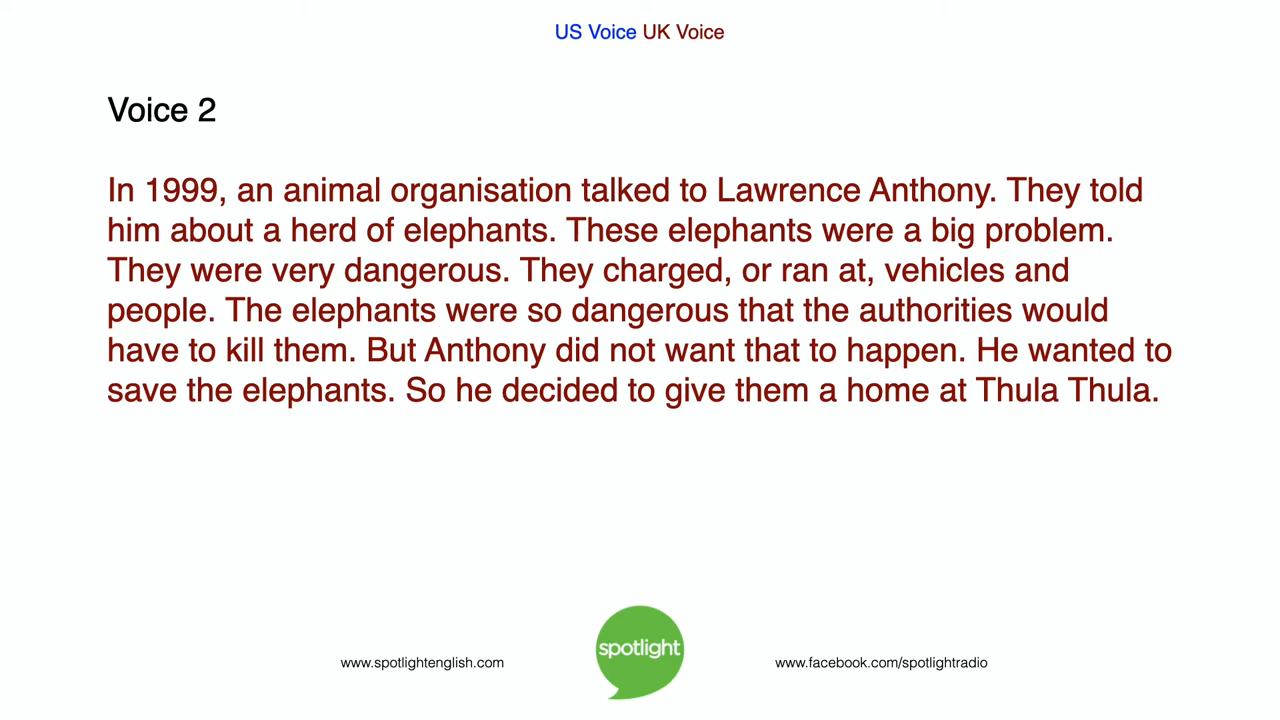 US Voice UK Voice
Voice 2
In 1999, an animal organisation talked to Lawrence Anthony. They told
him about a herd of elephants. These elephants were a big problem.
They were very dangerous. They charged, or ran at, vehicles and
people. The elephants were so dangerous that the authorities would
have to kill them. But Anthony did not want that to happen. He wanted to
save the elephants. So he decided to give them a home at Thula Thula.
www.spotlightenglish.com
spotlight
www.facebook.com/spotlightradio